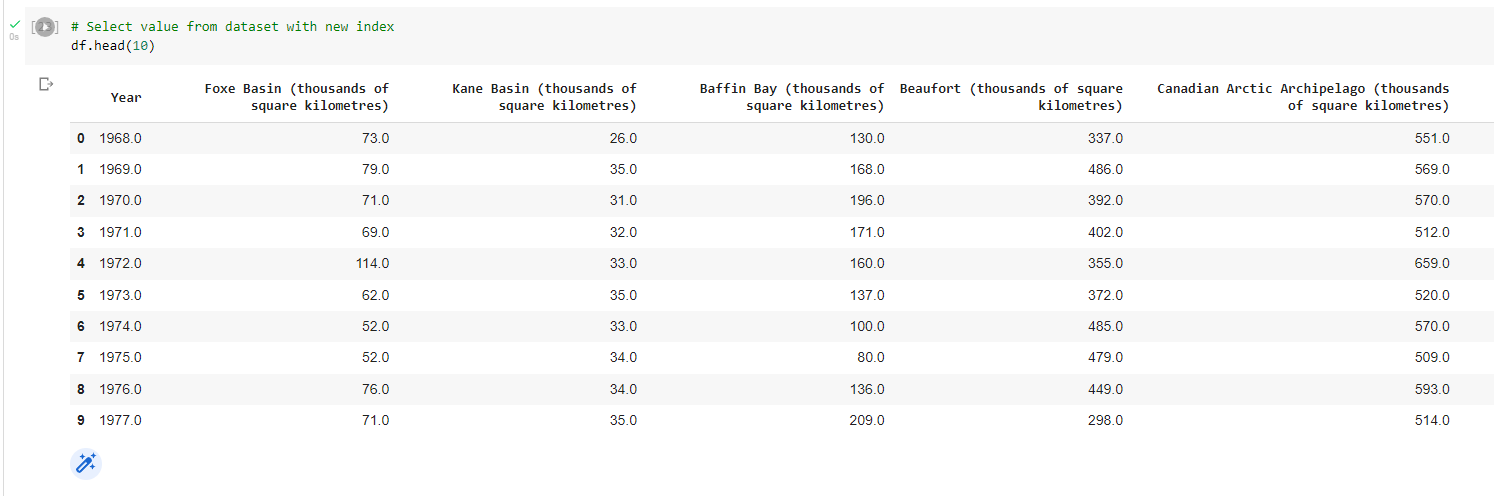 # Select value from dataset with new index
0s
df.head(10)
Year Foxe Basin (thousands of square kilometres) Kane Basin (thousands of square kilometres) Baffin Bay (thousands of square kilometres) Beaufort (thousands of square kilometres) Canadian Arctic Archipelago (thousands of square kilometres)
0 1968.0 73.0 26.0 130.0 337.0 551.0
1 1969.0 79.0 35.0 168.0 486.0 569.0
2 1970.0 71.0 31.0 196.0 392.0 570.0
3 1971.0 69.0 32.0 171.0 402.0 512.0
4 1972.0 114.0 33.0 160.0 355.0 659.0
5 1973.0 62.0 35.0 137.0 372.0 520.0
6 1974.0 52.0 33.0 100.0 485.0 570.0
7 1975.0 52.0 34.0 80.0 479.0 509.0
8 1976.0 76.0 34.0 136.0 449.0 593.0
9 1977.0 71.0 35.0 209.0 298.0 514.0